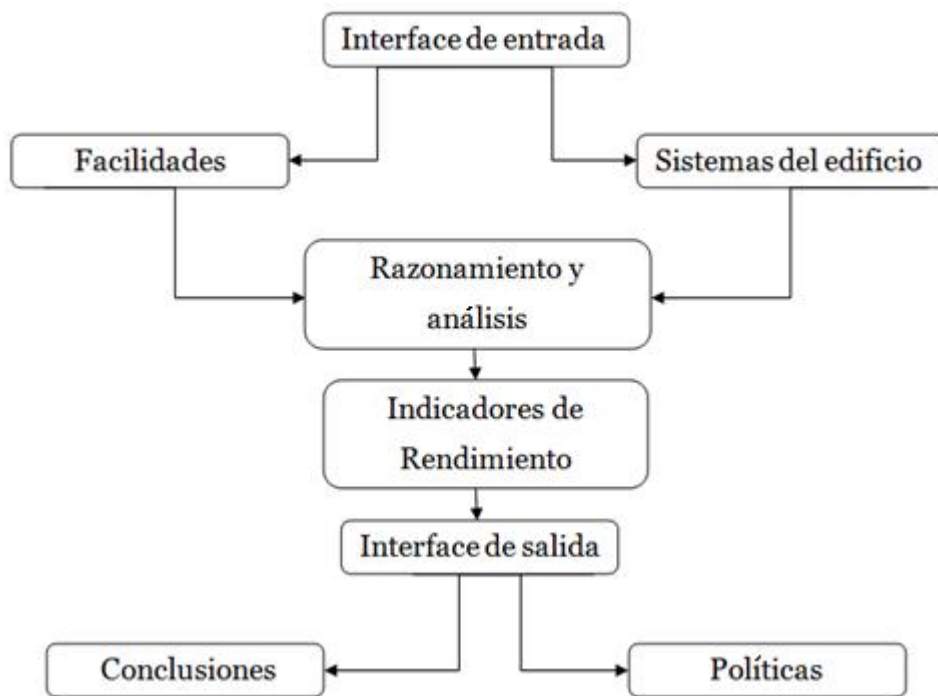 Interface de entrada
Facilidades
Sistemas del edificio
Razonamiento y
análisis
Indicadores de
Rendimiento
Interface de salida
Conclusiones
Políticas